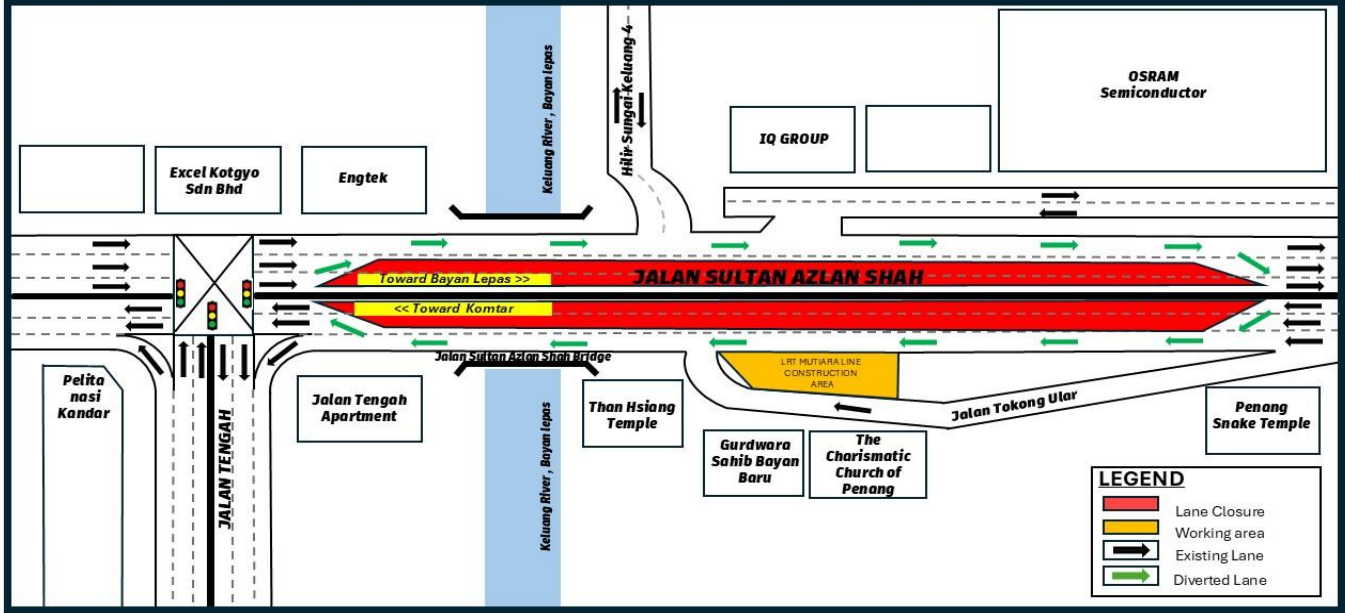 Keluang River , Bayan lepas
Hilir Sungai Keluang 4
OSRAM
Semiconductor
IQ GROUP
Excel Kotgyo
Sdn Bhd
Engtek
Toward Bayan Lepas >>
JALAN SULTAN AZLAN SHAH
<< Toward Komtar
Jalan Sultan Azlan Shah Bridge
LRT MUTIARA LINE
CONSTRUCTION
AREA
Pelita
nasi
Kandar
JALAN TENGAH
Jalan Tengah
Apartment
Keluang River , Bayan lepas
Than Hsiang
Temple
Jalan Tokong Ular
Penang
Snake Temple
Gurdwara
Sahib Bayan
Baru
The
Charismatic
Church of
Penang
LEGEND
Lane Closure
Working area
Existing Lane
Diverted Lane